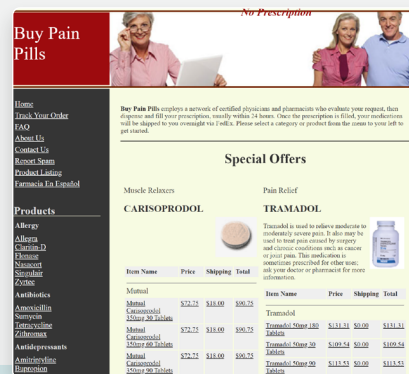 No Prescription
Buy Pain
Pills
Home
Track Your Order
FAQ
About Us
Contact Us
Report Spam
Product Listing
Farmacia En Español
Products
Allergy
Allegra
Claritin-D
Flonase
Nasacort
Singulair
Zyrtec
Antibiotics
Amoxicillin
Sumycin
Tetracycline
Zithromax
Antidepressants
Amitriptyline
Bupropion
Buy Pain Pills employs a network of certified physicians and pharmacists who evaluate your request, then
dispense and fill your prescription, usually within 24 hours. Once the prescription is filled, your medications
will be shipped to you overnight via FedEx. Please select a category or product from the menu to your left to
get started.
Special Offers
Muscle Relaxers
CARISOPRODOL
Item Name Price Shipping Total
Mutual
Mutual
Carisoprodol
350mg 30 Tablets $72.75 $18.00 $90.75
Mutual
Carisoprodol
350mg 60 Tablets $72.75 $18.00 $90.75
Mutual
Carisoprodol
350mg 90 Tablets $72.75 $18.00 $90.75
Pain Relief
TRAMADOL
Tramadol is used to relieve moderate to
moderately severe pain. It also may be
used to treat pain caused by surgery
and chronic conditions such as cancer
or joint pain. This medication is
sometimes prescribed for other uses;
ask your doctor or pharmacist for more
information.
Item Name Price Shipping Total
Tramadol
Tramadol 50mg 180
Tablets $131.31 $0.00 $131.31
Tramadol 50mg 30
Tablets $109.54 $0.00 $109.54
Tramadol 50mg 90
Tablets $113.53 $0.00 $113.53